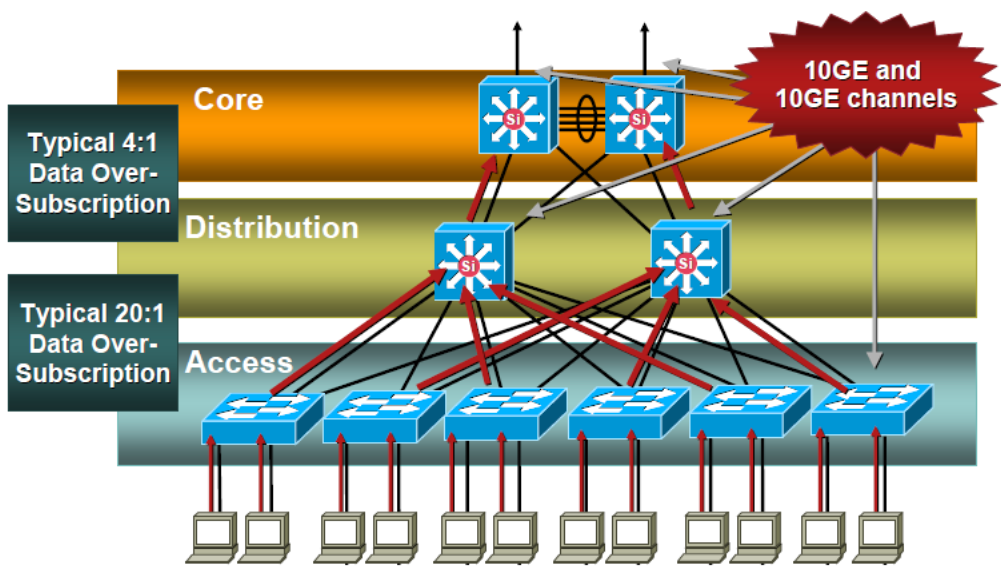 10GE and
10GE channels
Core
Si
Si
Typical 4:1
Data Over-
Subscription
Distribution
Si
Si
Typical 20:1
Data Over-
Subscription
Access